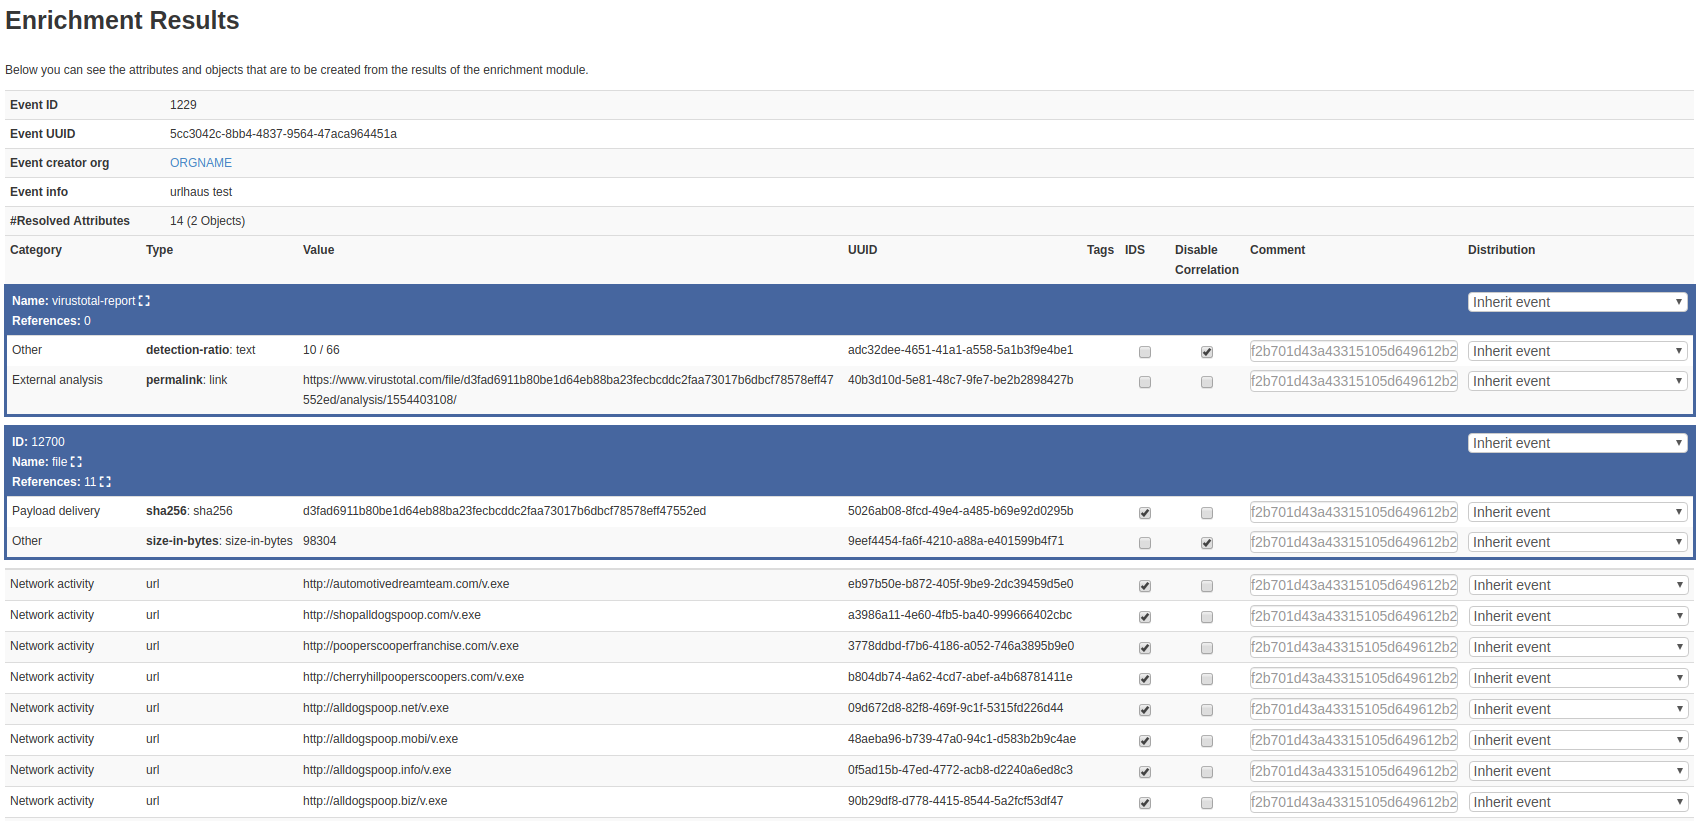 Enrichment Results
Below you can see the attributes and objects that are to be created from the results of the enrichment module.
Event ID 1229
Event UUID 5cc3042c-8bb4-4837-9564-47aca964451a
Event creator org ORGNAME
Event info urlhaus test
#Resolved Attributes 14 (2 Objects)
Category Type Value UUID Tags IDS Disable Correlation Comment Distribution
Name: virustotal-report Inherit event
References: 0
Other detection-ratio: text 10 / 66 adc32dee-4651-41a1-a558-5a1b3f9e4be1 f2b701d43a43315105d649612b2 Inherit event
External analysis permalink: link https://www.virustotal.com/file/d3fad6911b80be1d64eb88ba23fecbcddc2faa73017b6dbcf78578eff47 40b3d10d-5e81-48c7-9fe7-be2b2898427b f2b701d43a43315105d649612b2 Inherit event
552ed/analysis/1554403108/
ID: 12700 Inherit event
Name: file
References: 11
Payload delivery sha256: sha256 d3fad6911b80be1d64eb88ba23fecbcddc2faa73017b6dbcf78578eff47552ed 5026ab08-8fcd-49e4-a485-b69e92d0295b f2b701d43a43315105d649612b2 Inherit event
Other size-in-bytes: size-in-bytes 98304 9eef4454-fa6f-4210-a88a-e401599b4f71 f2b701d43a43315105d649612b2 Inherit event
Network activity url http://automotivedreamteam.com/v.exe eb97b50e-b872-405f-9be9-2dc39459d5e0 f2b701d43a43315105d649612b2 Inherit event
Network activity url http://shopalldogspoop.com/v.exe a3986a11-4e60-4fb5-ba40-999666402cbc f2b701d43a43315105d649612b2 Inherit event
Network activity url http://pooperscooperfranchise.com/v.exe 3778ddbd-f7b6-4186-a052-746a3895b9e0 f2b701d43a43315105d649612b2 Inherit event
Network activity url http://cherryhillpooperscoopers.com/v.exe b804db74-4a62-4cd7-abef-a4b68781411e f2b701d43a43315105d649612b2 Inherit event
Network activity url http://alldogspoop.net/v.exe 09d672d8-82f8-469f-9c1f-5315fd226d44 f2b701d43a43315105d649612b2 Inherit event
Network activity url http://alldogspoop.mobi/v.exe 48aeba96-b739-47a0-94c1-d583b2b9c4ae f2b701d43a43315105d649612b2 Inherit event
Network activity url http://alldogspoop.info/v.exe 0f5ad15b-47ed-4772-acb8-d2240a6ed8c3 f2b701d43a43315105d649612b2 Inherit event
Network activity url http://alldogspoop.biz/v.exe 90b29df8-d778-4415-8544-5a2fcf53df47 f2b701d43a43315105d649612b2 Inherit event